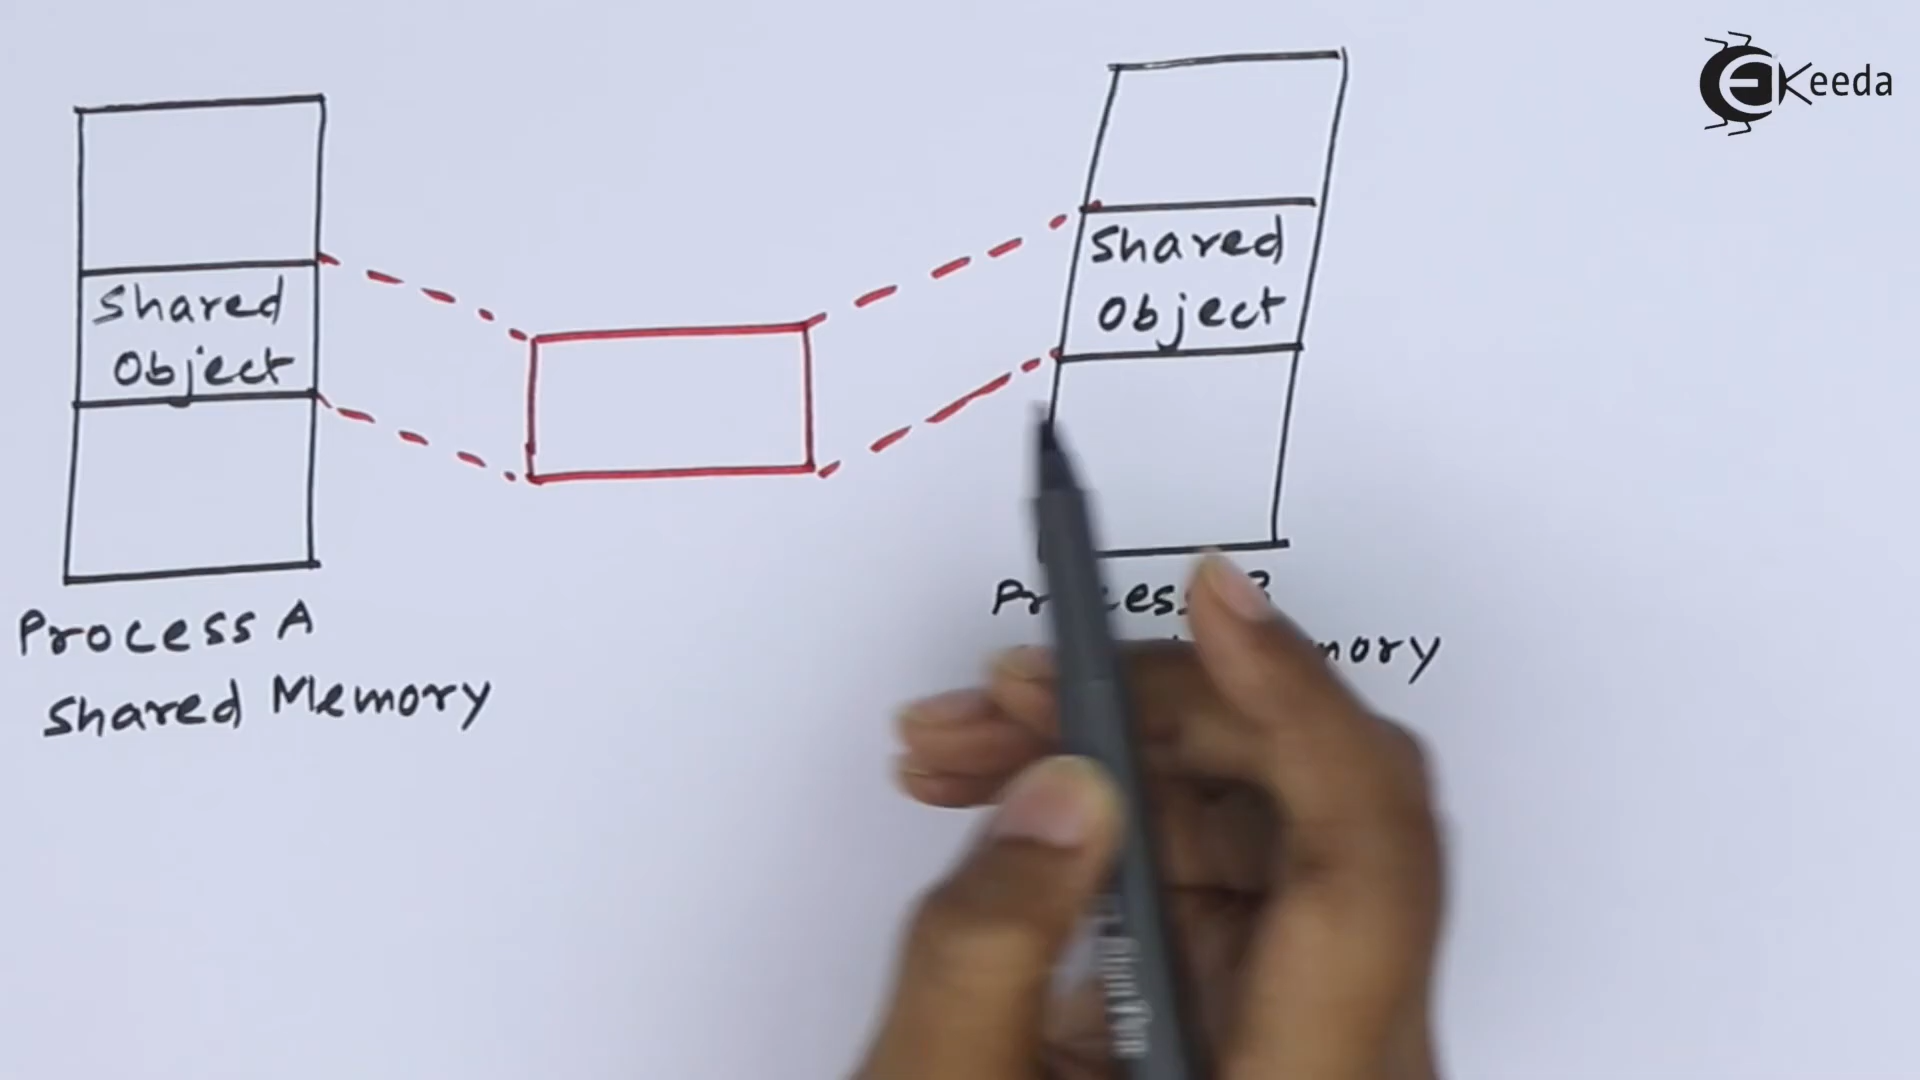 Keeda
Shared
Object
Shared
Object
Process A
Shared Memory